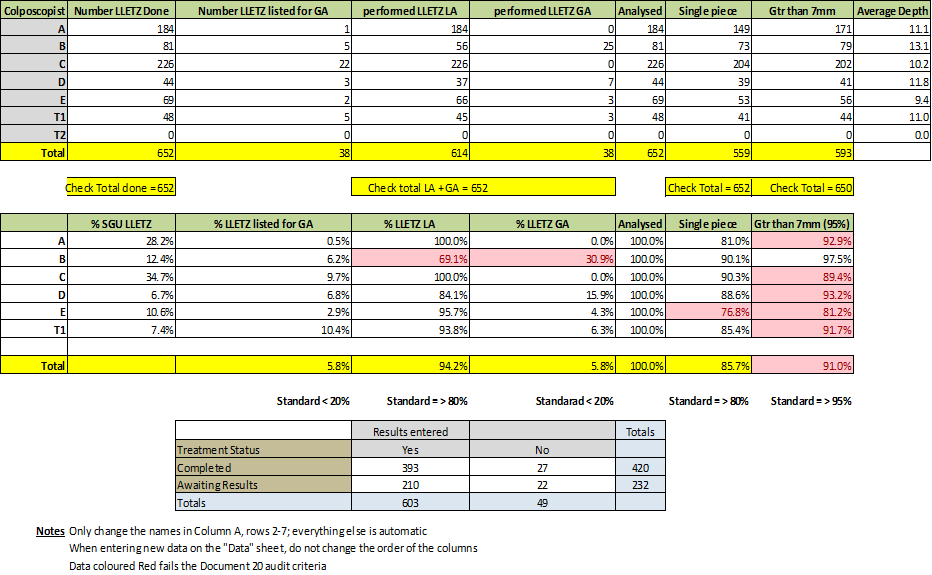 Colposcopist Number LLETZ Done Number LLETZ listed for GA performed LLETZ LA performed LLETZ GA Analysed Single piece Gtr than 7mm Average Depth
A 184 1 184 0 184 149 171 11.1
B 81 5 56 25 81 73 79 13.1
C 226 22 226 0 226 204 202 10.2
D 44 3 37 7 44 39 41 11.8
E 69 2 66 3 69 53 56 9.4
T1 48 5 45 3 48 41 44 11.0
T2 0 0 0 0 0 0 0 0.0
Total 652 38 614 38 652 559 593
Check Total done = 652 Check total LA + GA = 652 Check Total = 652 Check Total = 650
% SGU LLETZ % LLETZ listed for GA % LLETZ LA % LLETZ GA Analysed Single piece Gtr than 7mm (95%)
A 28.2% 0.5% 100.0% 0.0% 100.0% 81.0% 92.9%
B 12.4% 6.2% 69.1% 30.9% 100.0% 90.1% 97.5%
C 34.7% 9.7% 100.0% 0.0% 100.0% 90.3% 89.4%
D 6.7% 6.8% 84.1% 15.9% 100.0% 88.6% 93.2%
E 10.6% 2.9% 95.7% 4.3% 100.0% 76.8% 81.2%
T1 7.4% 10.4% 93.8% 6.3% 100.0% 85.4% 91.7%
Total 5.8% 94.2% 5.8% 100.0% 85.7% 91.0%
Standard < 20% Standard = > 80% Standarad < 20% Standard = > 80% Standard = > 95%
Results entered Totals
Treatment Status Yes No
Completed 393 27 420
Awaiting Results 210 22 232
Totals 603 49
Notes Only change the names in Column A, rows 2-7; everything else is automatic
When entering new data on the "Data" sheet, do not change the order of the columns
Data coloured Red fails the Document 20 audit criteria